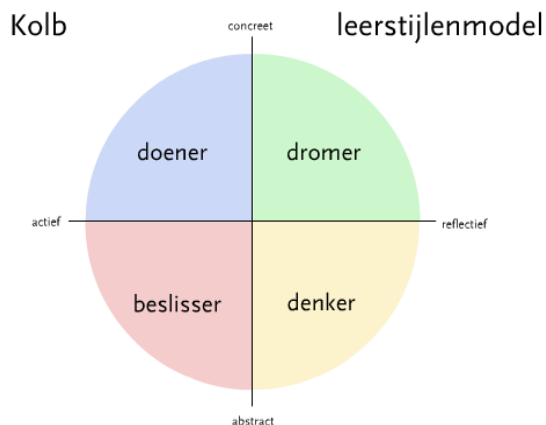 Kolb leerstijlenmodel
concreet
doener dromer
actief
reflectief
beslisser denker
abstract